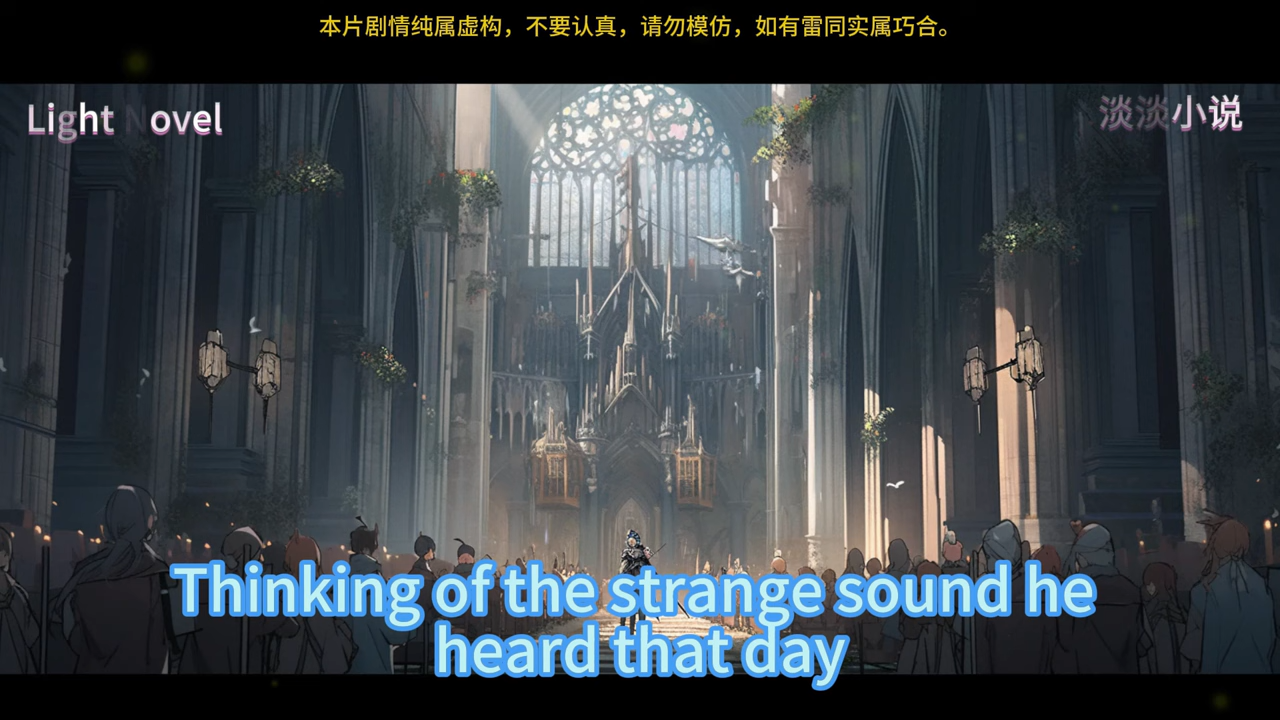 本片剧情纯属虚构，不要认真，请勿模仿，如有雷同实属巧合。
Light Novel
淡淡小说
Thinking of the strange sound he
heard that day